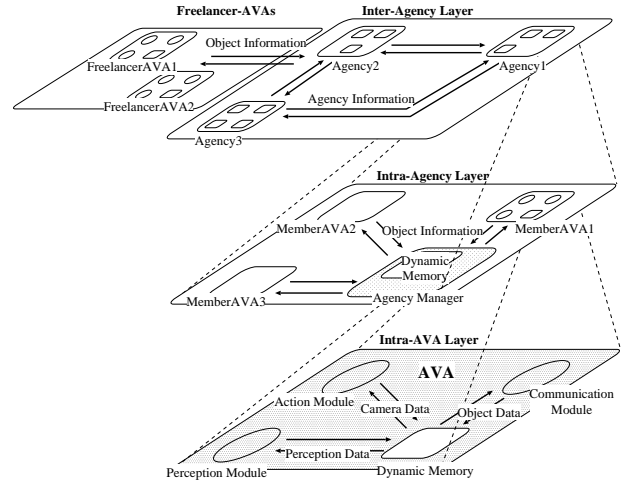 Freelancer-AVAs
Inter-Agency Layer
Object Information
FreelancerAVA1
Agency2
Agency1
FreelancerAVA2
Agency Information
Agency3
Intra-Agency Layer
MemberAVA2
Object Information
MemberAVA1
Dynamic
Memory
MemberAVA3
Agency Manager
Intra-AVA Layer
AVA
Action Module
Camera Data
Object Data
Communication
Module
Perception Data
Perception Module
Dynamic Memory